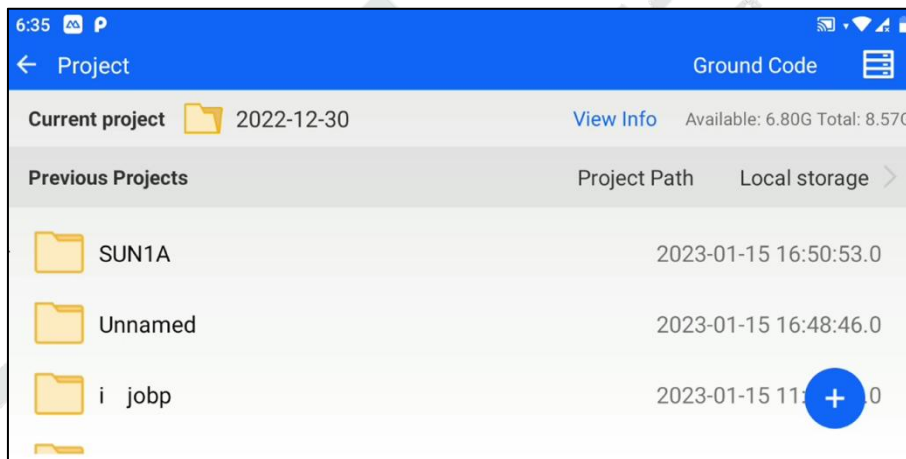 6:35
Project Ground Code
Current project 2022-12-30 View Info Available: 6.80G Total: 8.57G
Previous Projects Project Path Local storage
SUN1A 2023-01-15 16:50:53.0
Unnamed 2023-01-15 16:48:46.0
i jobp 2023-01-15 11: .0